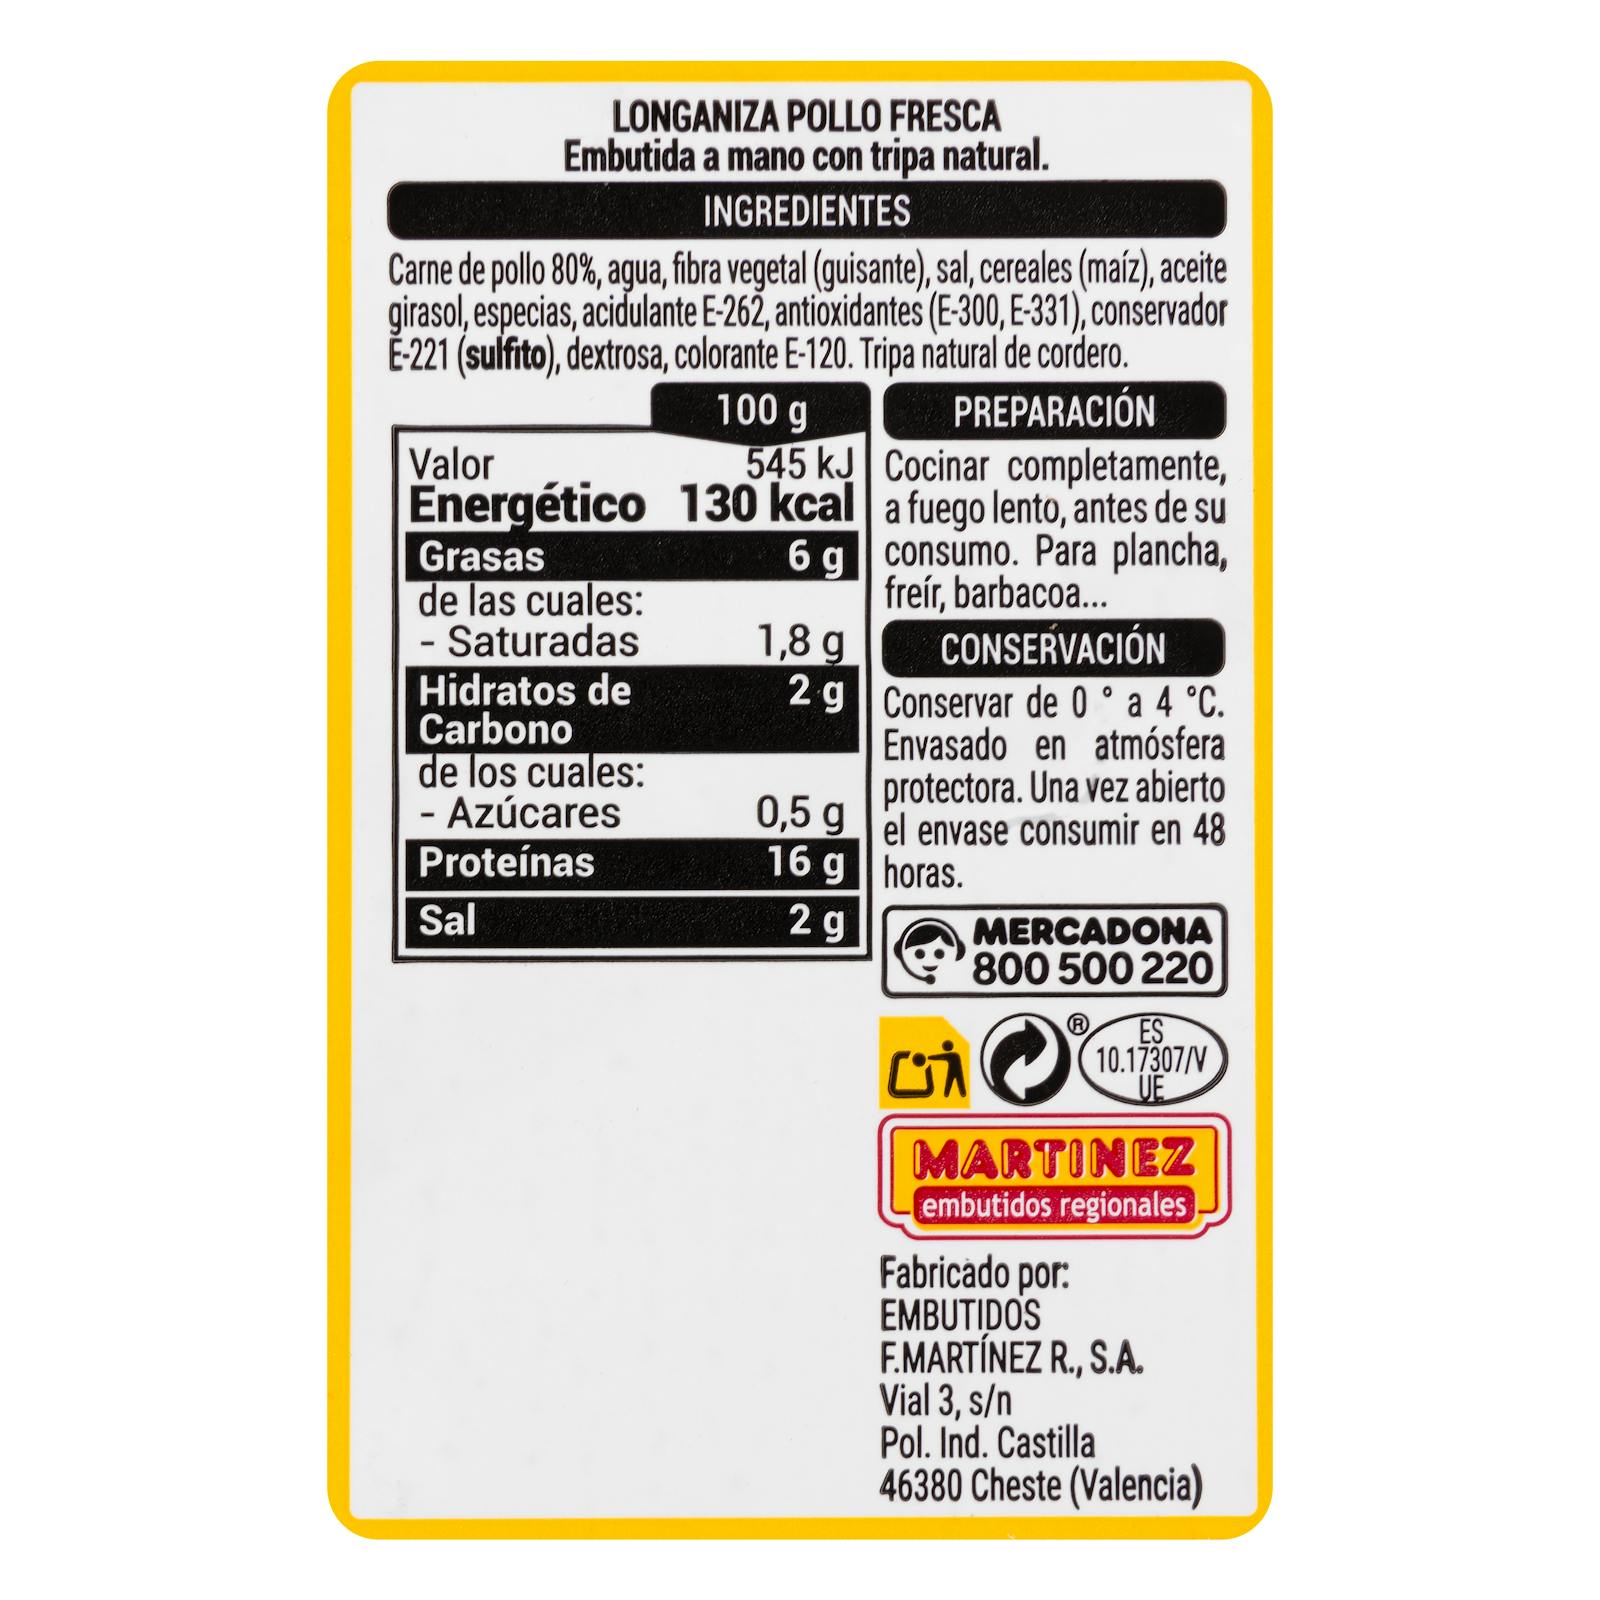 LONGANIZA POLLO FRESCA
Embutida a mano con tripa natural.
INGREDIENTES
Carne de pollo 80%, agua, fibra vegetal (guisante), sal, cereales (maíz), aceite
girasol, especias, acidulante E-262, antioxidantes (E-300, E-331), conservador
E-221 (sulfito), dextrosa, colorante E-120. Tripa natural de cordero.
100 g
Valor 545 kJ
Energético 130 kcal
Grasas 6 g
de las cuales:
- Saturadas 1,8 g
Hidratos de 2 g
Carbono
de los cuales:
- Azúcares 0,5 g
Proteínas 16 g
Sal 2 g
PREPARACIÓN
Cocinar completamente,
a fuego lento, antes de su
consumo. Para plancha,
freír, barbacoa...
CONSERVACIÓN
Conservar de 0 ° a 4 °C.
Envasado en atmósfera
protectora. Una vez abierto
el envase consumir en 48
horas.
MERCADONA
800 500 220
®
ES
10.17307/V
UE
MARTINEZ
embutidos regionales
Fabricado por:
EMBUTIDOS
F.MARTÍNEZ R., S.A.
Vial 3, s/n
Pol. Ind. Castilla
46380 Cheste (Valencia)